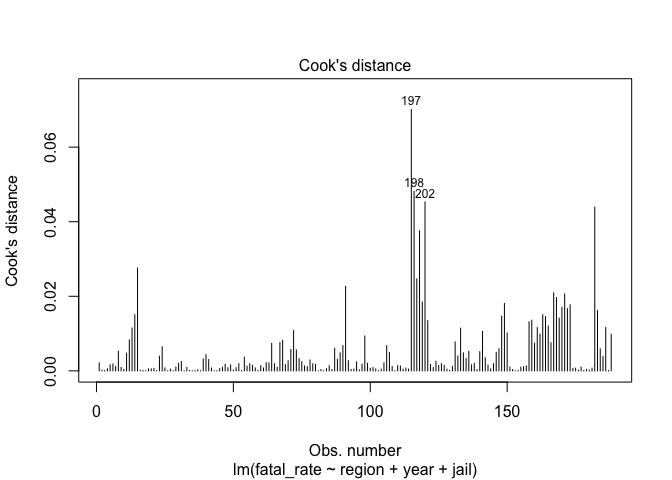 Cook's distance
197
198
202
Cook's distance
0.00
0.02
0.04
0.06
0
50
100
150
Obs. number
lm(fatal_rate ~ region + year + jail)